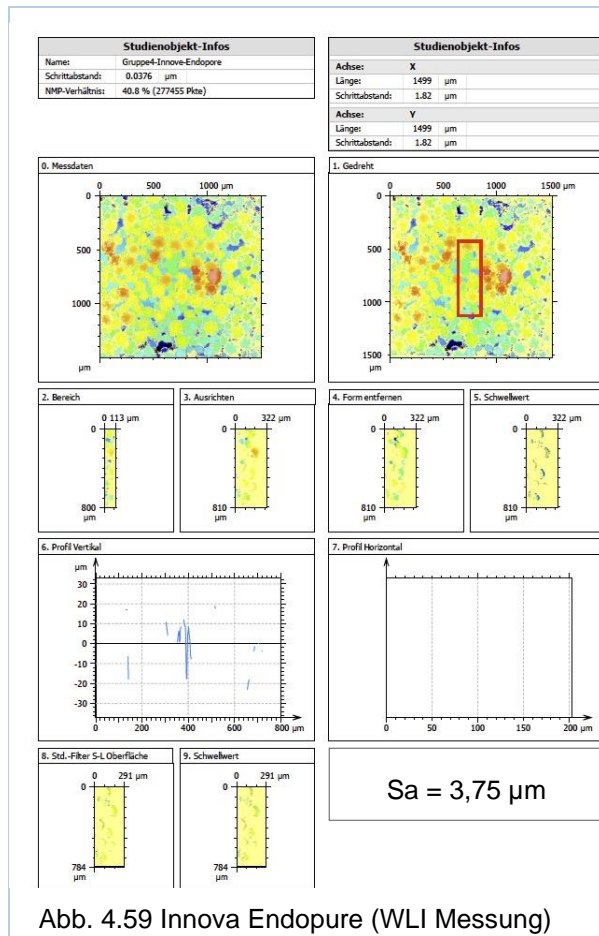 Studienobjekt-Infos
Name: Gruppe4-Innove-Endopore
Schrittabstand: 0.0376 µm
NMP-Verhältnis: 40.8 % (277455 Pkte)
Studienobjekt-Infos
Achse: X
Länge: 1499 µm
Schrittabstand: 1.82 µm
Achse: Y
Länge: 1499 µm
Schrittabstand: 1.82 µm
0. Messdaten
0 500 1000 µm
0
500
1000
µm
1. Gedreht
0 500 1000 1500 µm
0
500
1000
1500
µm
2. Bereich
0 113 µm
0
800
µm
3. Ausrichten
0 322 µm
0
810
µm
4. Form entfernen
0 322 µm
0
810
µm
5. Schwellwert
0 322 µm
0
810
µm
6. Profil Vertikal
µm
30
20
10
0
-10
-20
-30
0 200 400 600 800 µm
7. Profil Horizontal
0 50 100 150 200 µm
8. Std.-Filter S-L Oberfläche
0 291 µm
0
784
µm
9. Schwellwert
0 291 µm
0
784
µm
Sa = 3,75 µm
Abb. 4.59 Innova Endopure (WLI Messung)